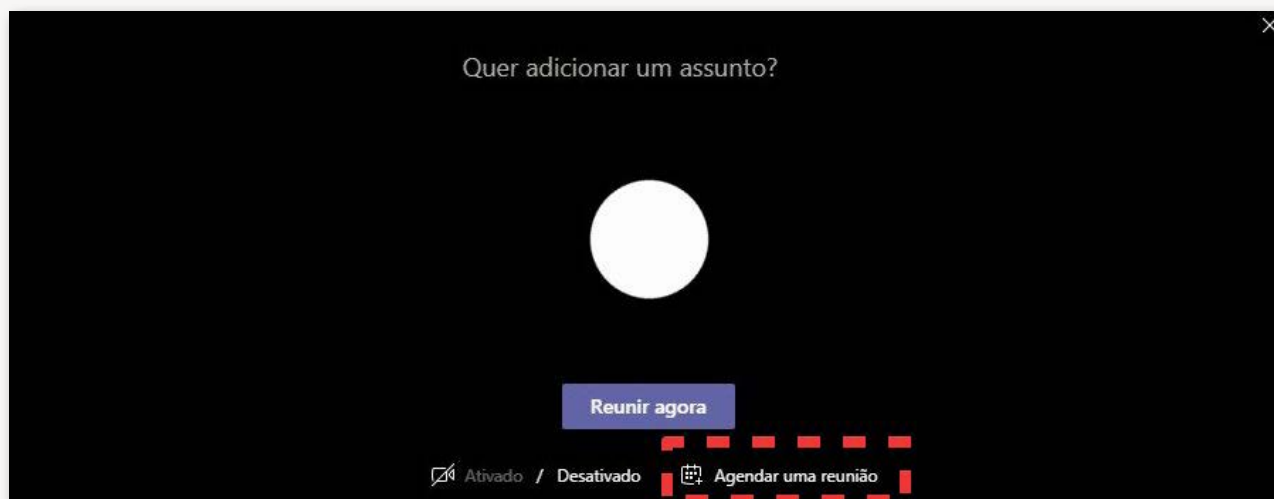 Quer adicionar um assunto?
Reunir agora
Ativado / Desativado Agendar uma reunião